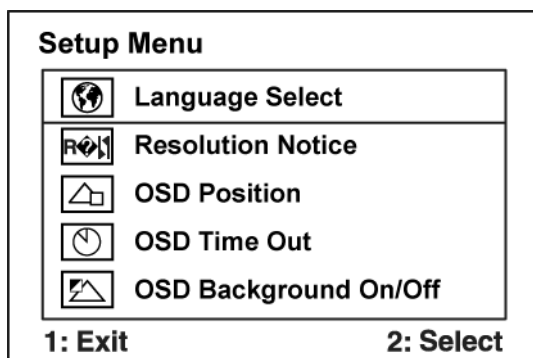 Setup Menu
Language Select
Resolution Notice
OSD Position
OSD Time Out
OSD Background On/Off
1: Exit 2: Select